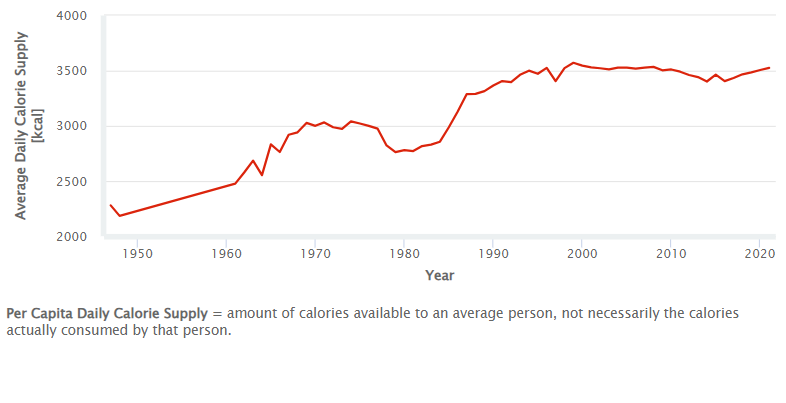 4000
3500
3000
2500
2000
Average Daily Calorie Supply
[kcal]
1950 1960 1970 1980 1990 2000 2010 2020
Year
Per Capita Daily Calorie Supply = amount of calories available to an average person, not necessarily the calories
actually consumed by that person.